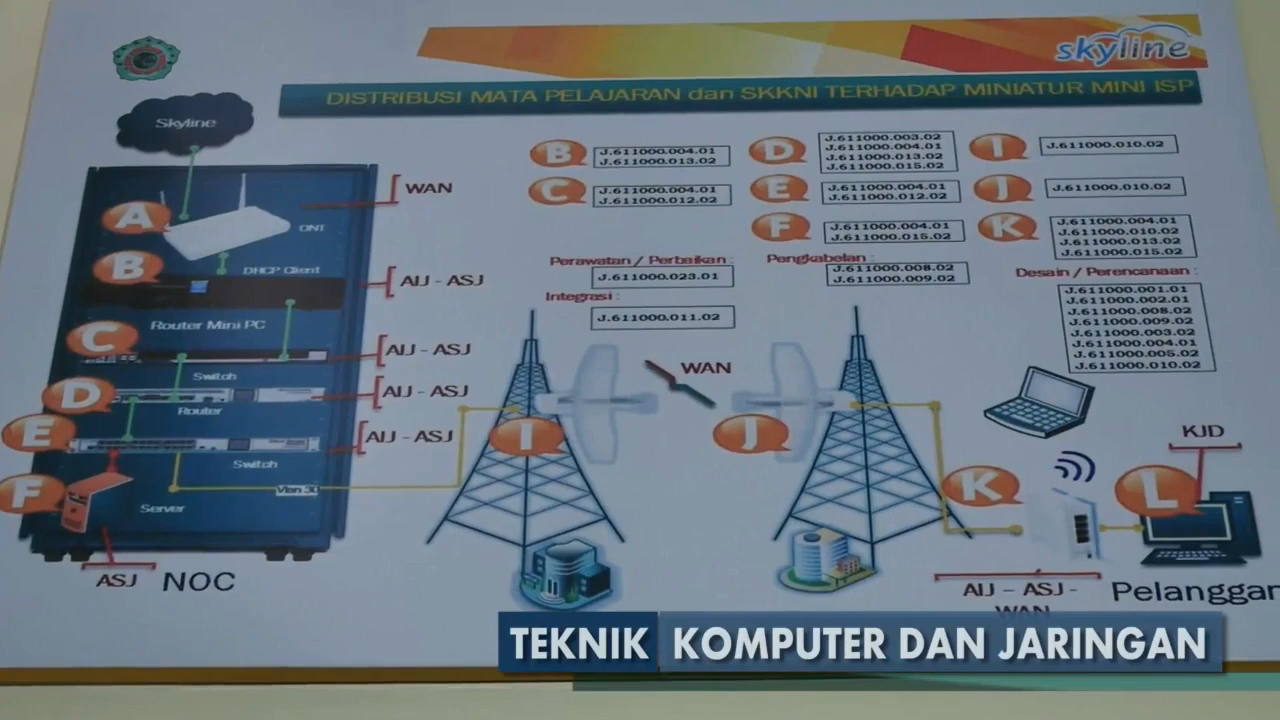 skyline
DISTRIBUSI MATA PELAJARAN dan SKKNI TERHADAP MINIATUR MINI ISP
Skyline
A
WAN
ONT
B
DHCP Client
AIJ - ASJ
Router Mini PC
C
AIJ - ASJ
Switch
D
AIJ - ASJ
Router
E
AIJ - ASJ
Switch
F
Vlan 30
Server
ASJ
NOC
B
J.611000.004.01
J.611000.013.02
C
J.611000.004.01
J.611000.012.02
D
J.611000.003.02
J.611000.004.01
J.611000.013.02
J.611000.015.02
E
J.611000.004.01
J.611000.012.02
F
J.611000.004.01
J.611000.015.02
I
J.611000.010.02
J
J.611000.010.02
K
J.611000.004.01
J.611000.010.02
J.611000.013.02
J.611000.015.02
Perawatan / Perbaikan :
J.611000.023.01
Integrasi :
J.611000.011.02
Pengkabelan :
J.611000.008.02
J.611000.009.02
Desain / Perencanaan :
J.611000.001.01
J.611000.002.01
J.611000.008.02
J.611000.009.02
J.611000.003.02
J.611000.004.01
J.611000.005.02
J.611000.010.02
WAN
I
J
K
KJD
L
AIJ - ASJ -
WAN
Pelanggan
TEKNIK KOMPUTER DAN JARINGAN